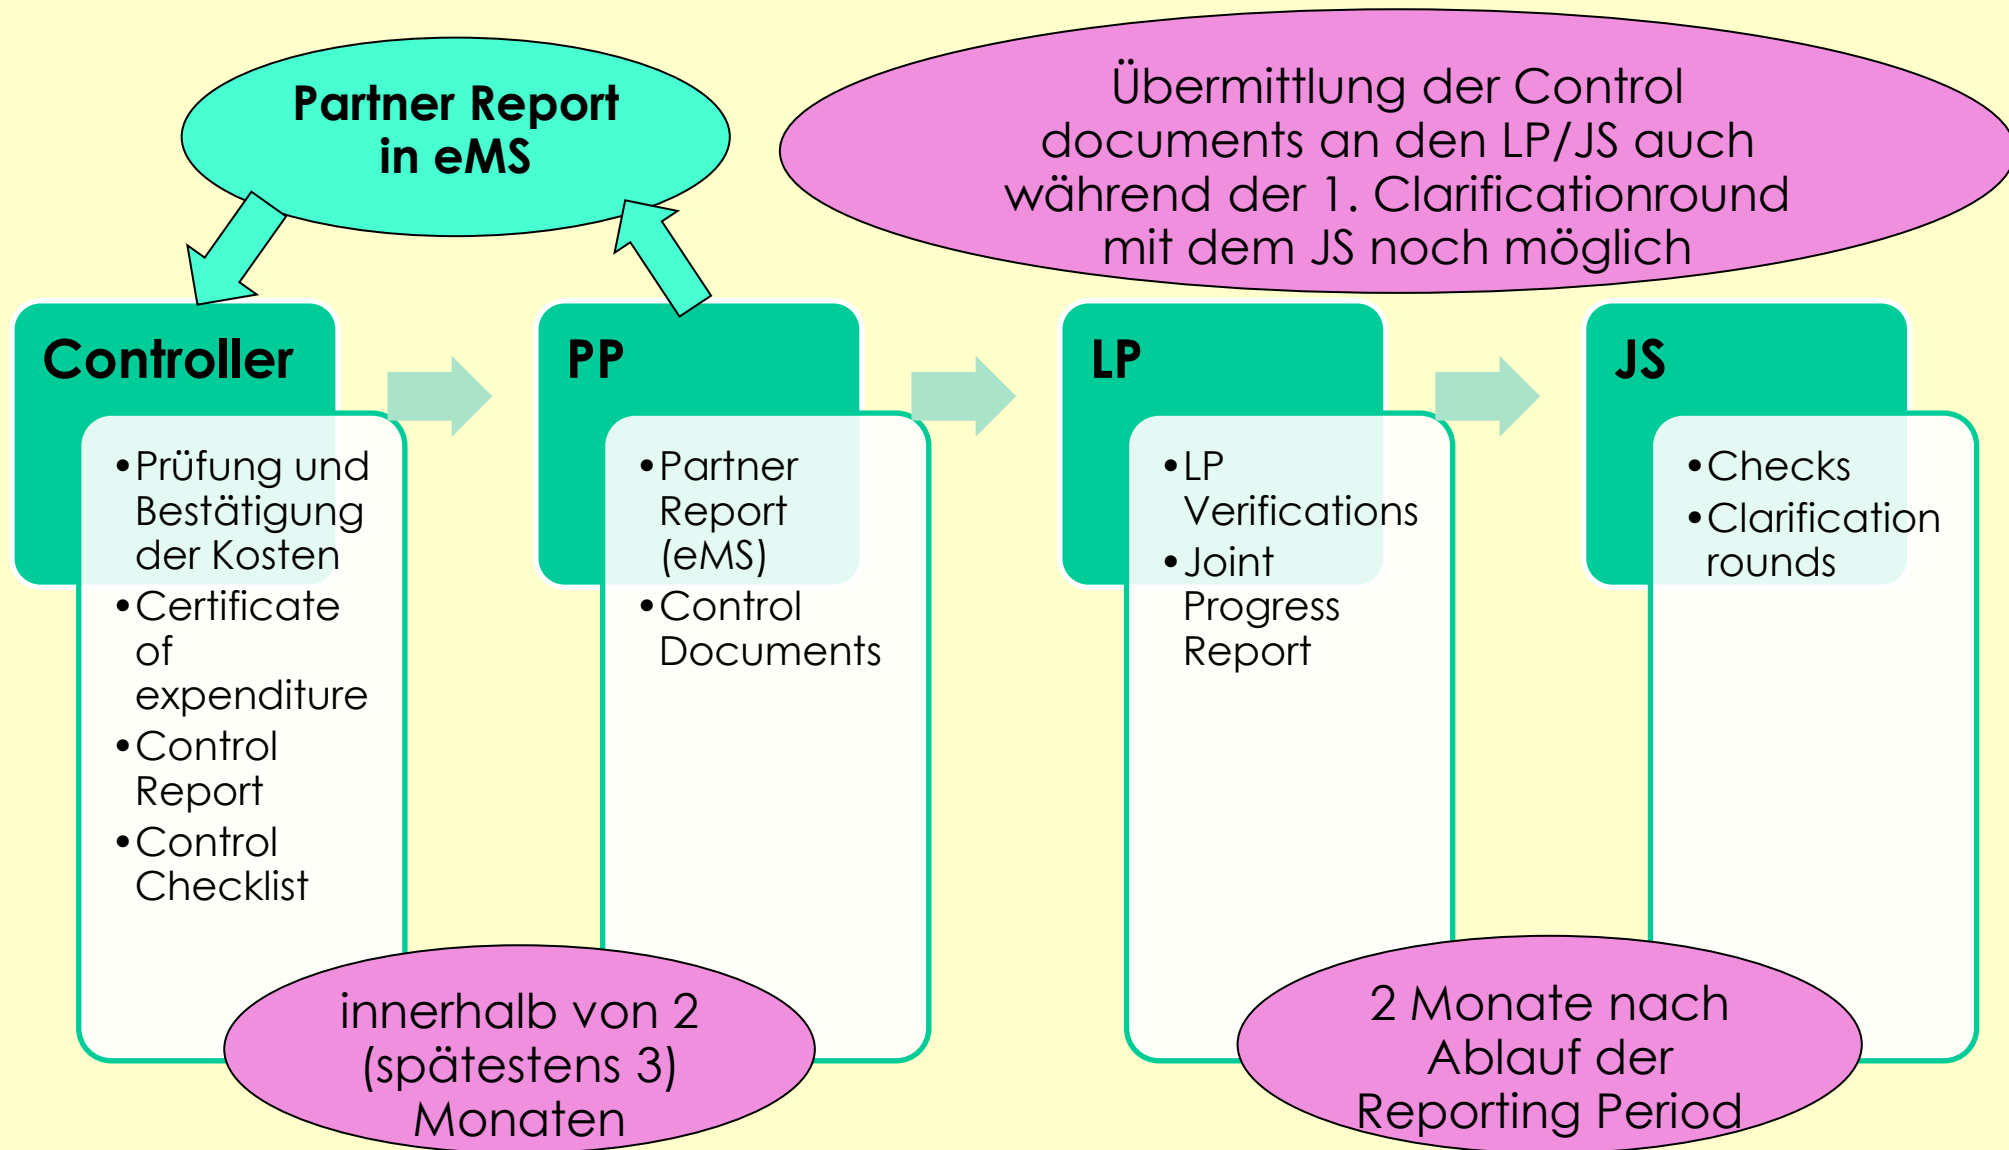 Partner Report
in eMS
Übermittlung der Control
documents an den LP/JS auch
während der 1. Clarificationround
mit dem JS noch möglich
Controller
•Prüfung und
Bestätigung
der Kosten
•Certificate
of
expenditure
•Control
Report
•Control
Checklist
PP
•Partner
Report
(eMS)
•Control
Documents
LP
•LP
Verifications
•Joint
Progress
Report
JS
•Checks
•Clarification
rounds
innerhalb von 2
(spätestens 3)
Monaten
2 Monate nach
Ablauf der
Reporting Period